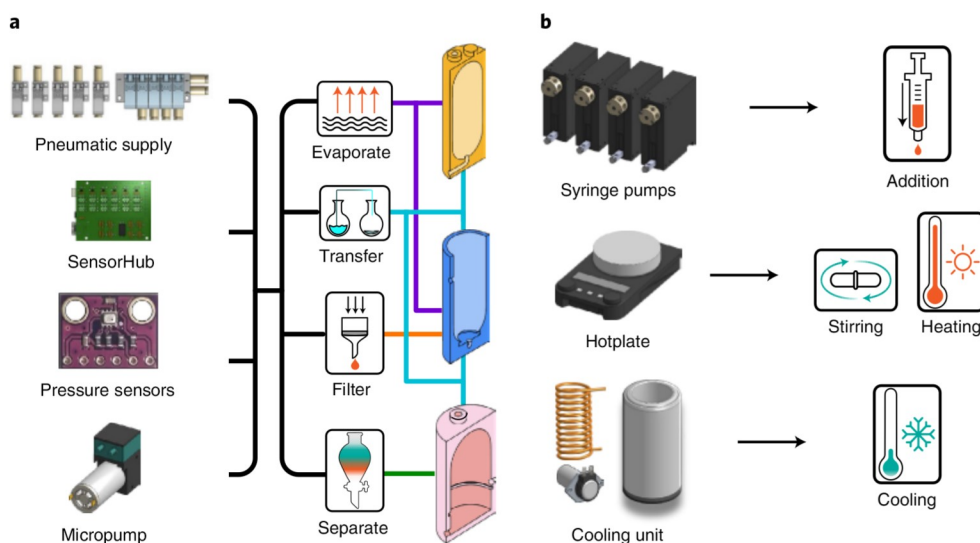 a
Pneumatic supply
SensorHub
Pressure sensors
Micropump
Evaporate
Transfer
Filter
Separate
b
Syringe pumps
Addition
Hotplate
Stirring
Heating
Cooling unit
Cooling